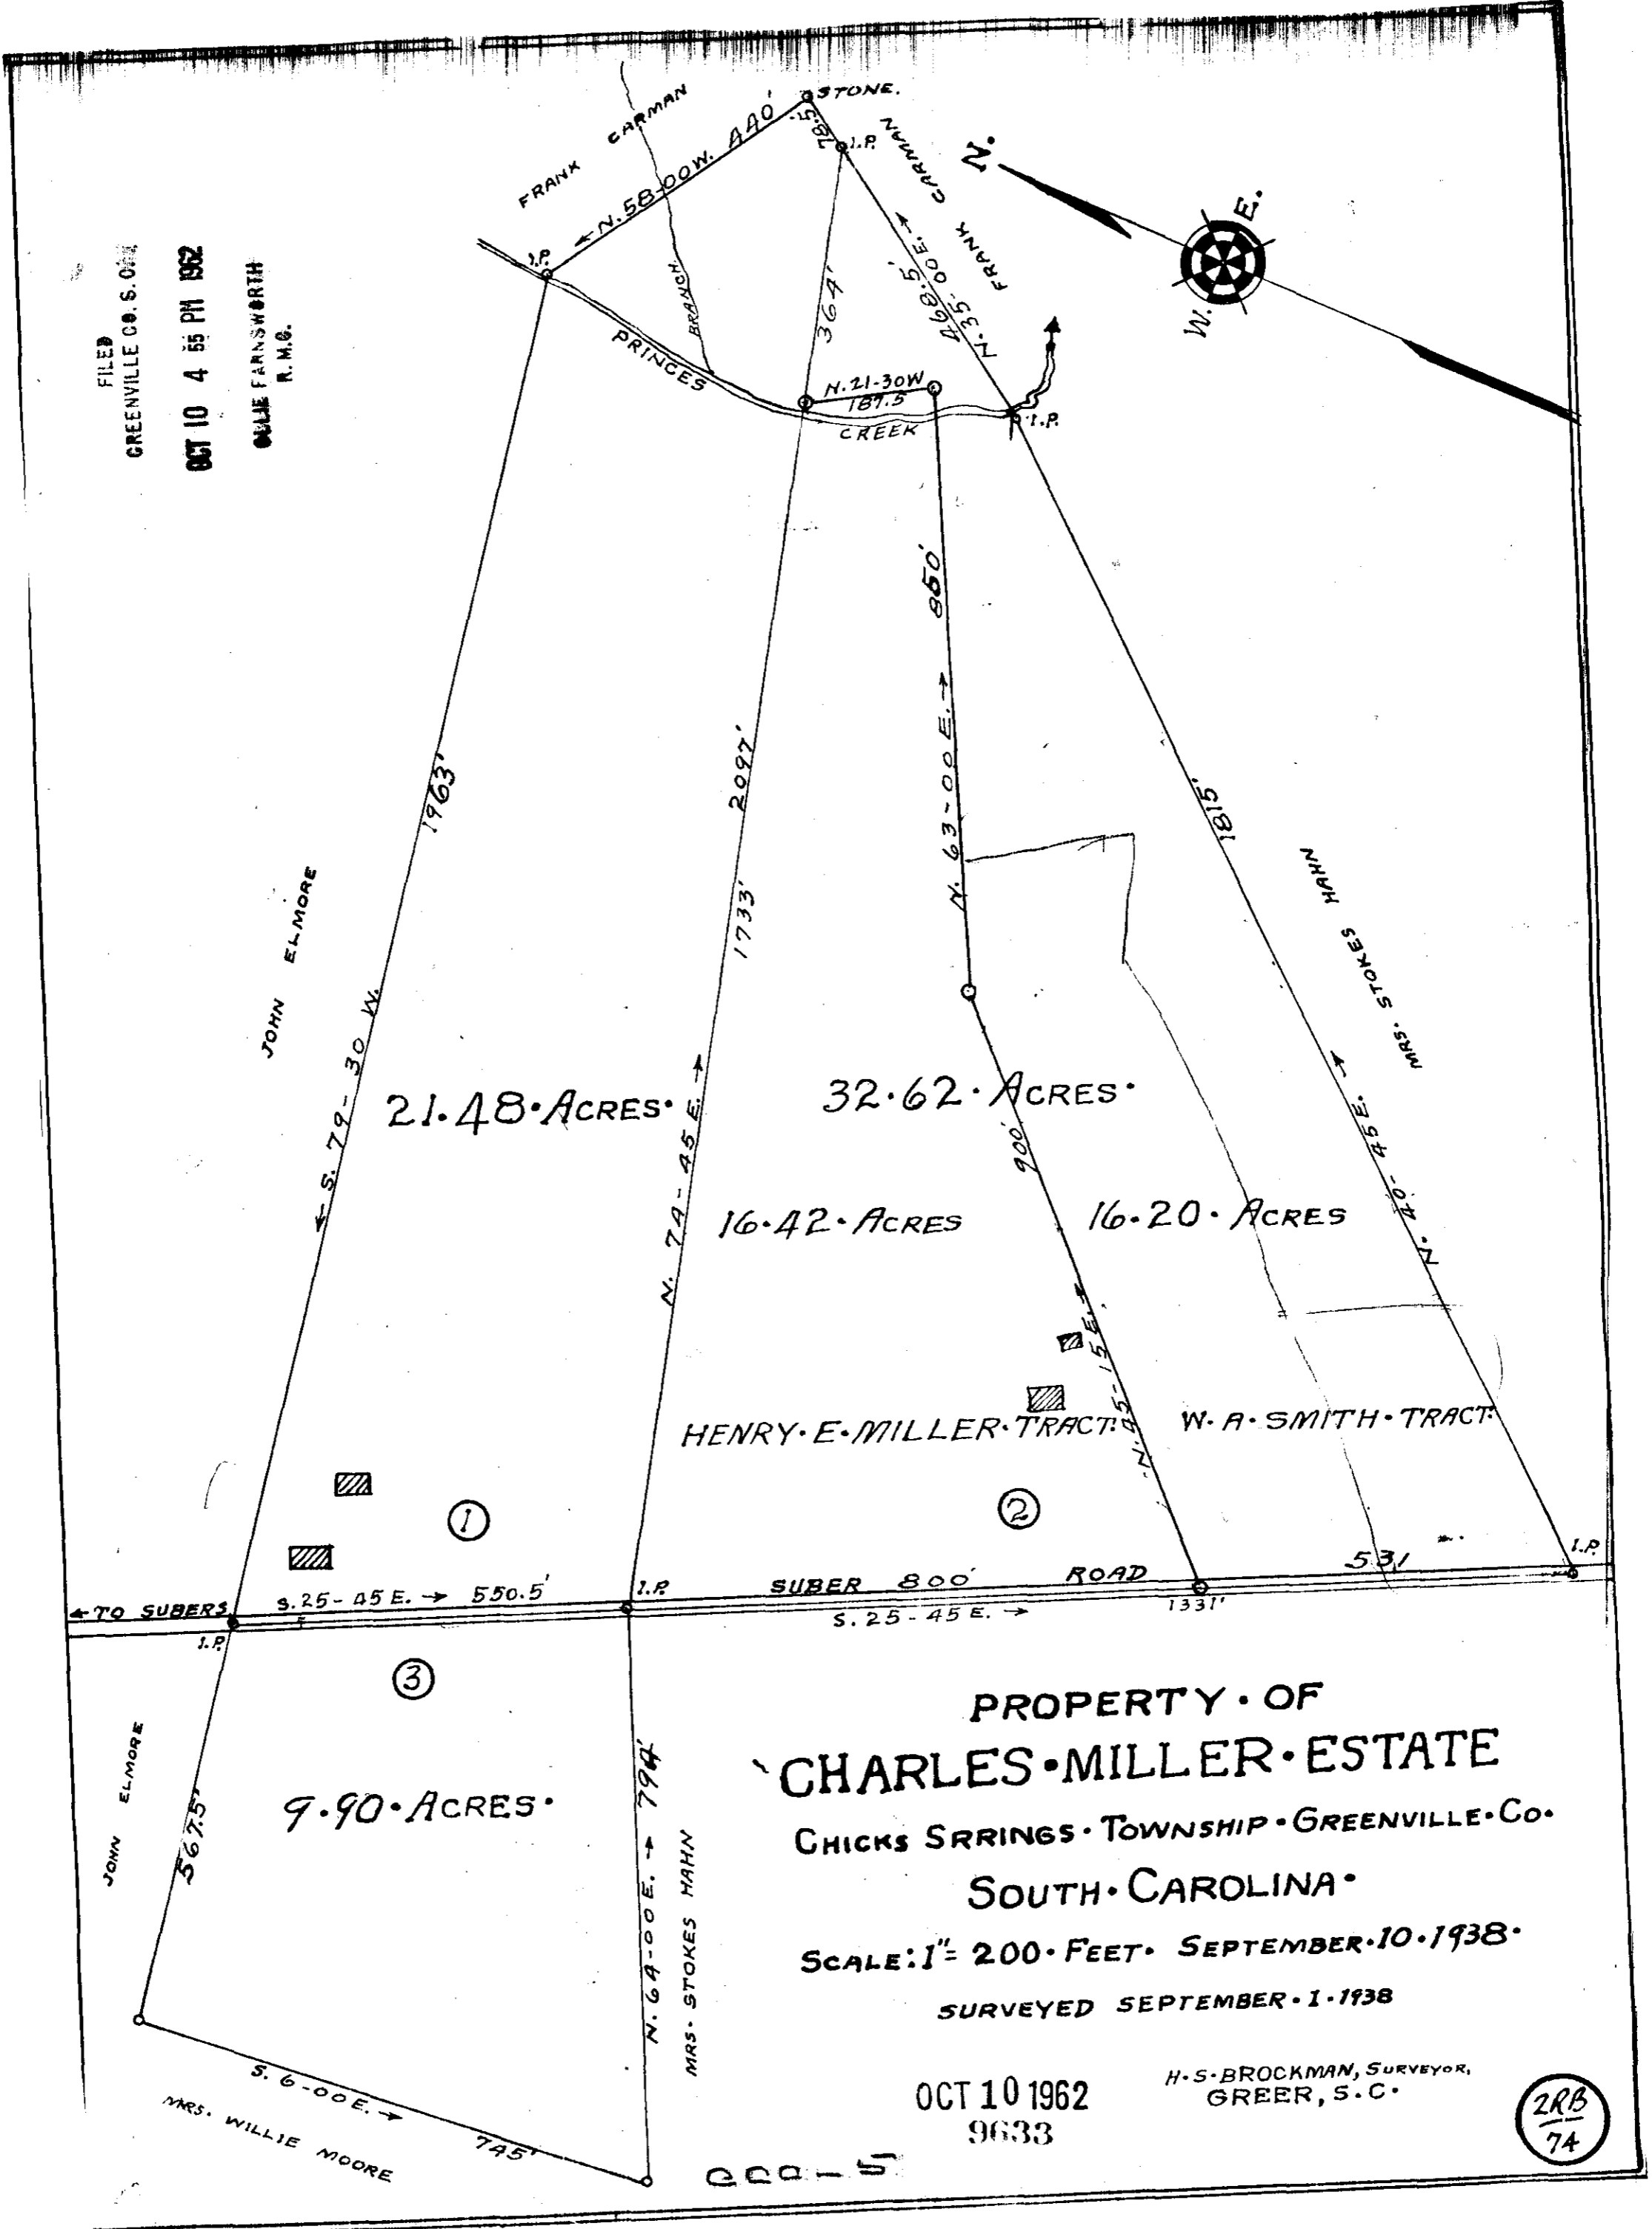 STONE.
FRANK CARMAN
N. 58-00 W. 440'
78.5'
I.P.
FRANK CARMAN
FRANK
N.
E.
W.
FILED
GREENVILLE CO. S. C.
OCT 10 4 55 PM 1962
OLLIE FARNSWORTH
R. M. C.
I.P.
BRANCH
364'
468.5'
N. 35-00 E.
PRINCES
N. 21-30 W
187.5
CREEK
I.P.
860'
1963'
2097'
N. 63-00 E.
1815'
1733'
JOHN ELMORE
MRS. STOKES HAHN
S. 79-30 W.
21.48. ACRES.
N. 74-45 E.
32.62. ACRES.
900'
N. 40-45 E.
16.42. ACRES
16.20. ACRES
N. 45-15 E.
HENRY. E. MILLER. TRACT.
W. A. SMITH. TRACT.
1
2
I.P.
531
TO SUBERS
S. 25-45 E. → 550.5'
I.P.
SUBER 800' ROAD
S. 25-45 E. →
1331'
I.P.
3
JOHN ELMORE
567.5'
9.90. ACRES.
N. 64-00 E. → 794'
MRS. STOKES HAHN
S. 6-00 E. →
745'
MRS. WILLIE MOORE
PROPERTY. OF
CHARLES. MILLER. ESTATE
CHICKS SRRINGS. TOWNSHIP. GREENVILLE. CO.
SOUTH. CAROLINA.
SCALE: 1"= 200. FEET. SEPTEMBER. 10. 1938.
SURVEYED SEPTEMBER. 1. 1938
H. S. BROCKMAN, SURVEYOR,
GREER, S. C.
OCT 10 1962
9633
2RB
74